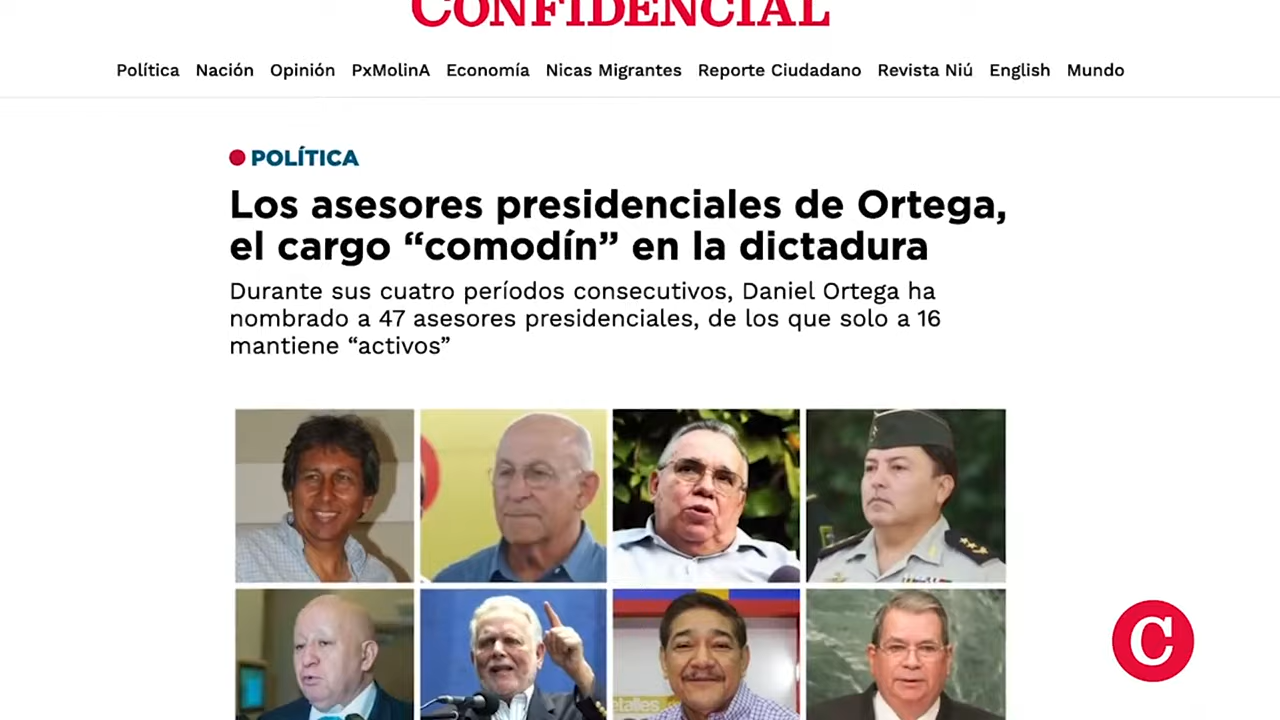 CONFIDENCIAL
Política Nación Opinión PxMolinA Economía Nicas Migrantes Reporte Ciudadano Revista Niú English Mundo
POLÍTICA
Los asesores presidenciales de Ortega,
el cargo “comodín” en la dictadura
Durante sus cuatro períodos consecutivos, Daniel Ortega ha
nombrado a 47 asesores presidenciales, de los que solo a 16
mantiene “activos”
C